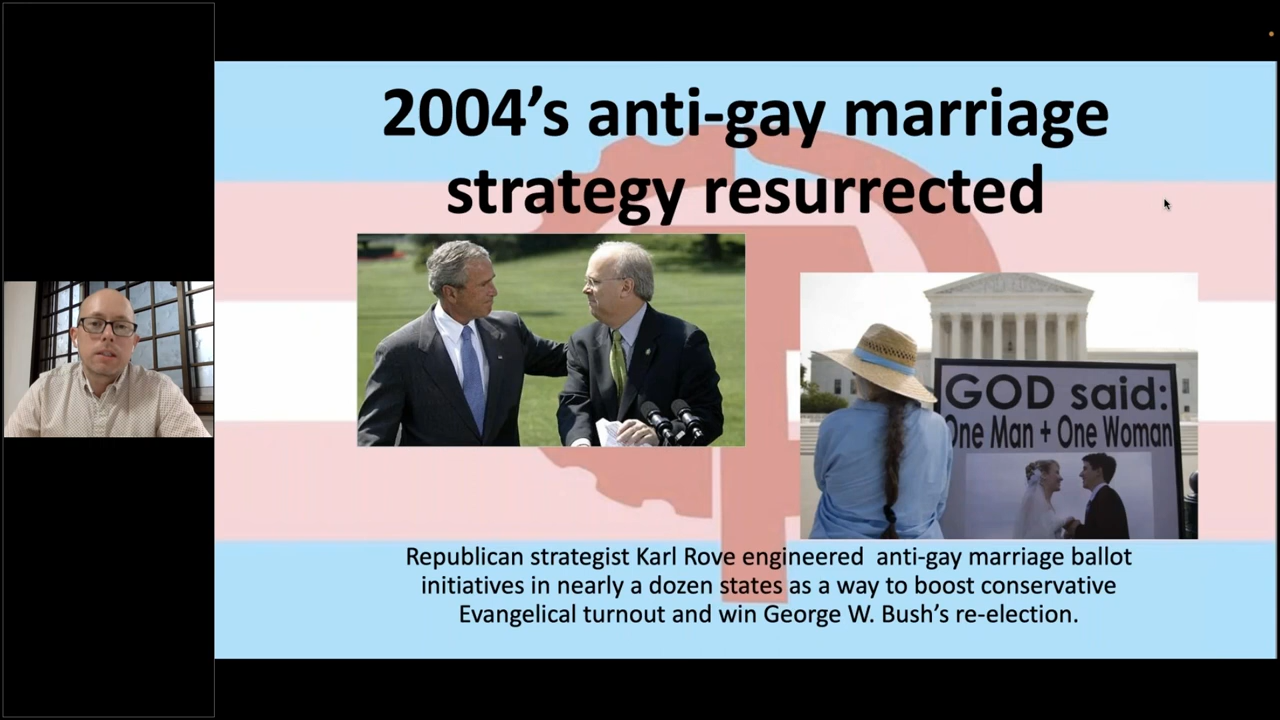 2004’s anti-gay marriage
strategy resurrected
GOD said:
One Man + One Woman
Republican strategist Karl Rove engineered  anti-gay marriage ballot
initiatives in nearly a dozen states as a way to boost conservative
Evangelical turnout and win George W. Bush’s re-election.